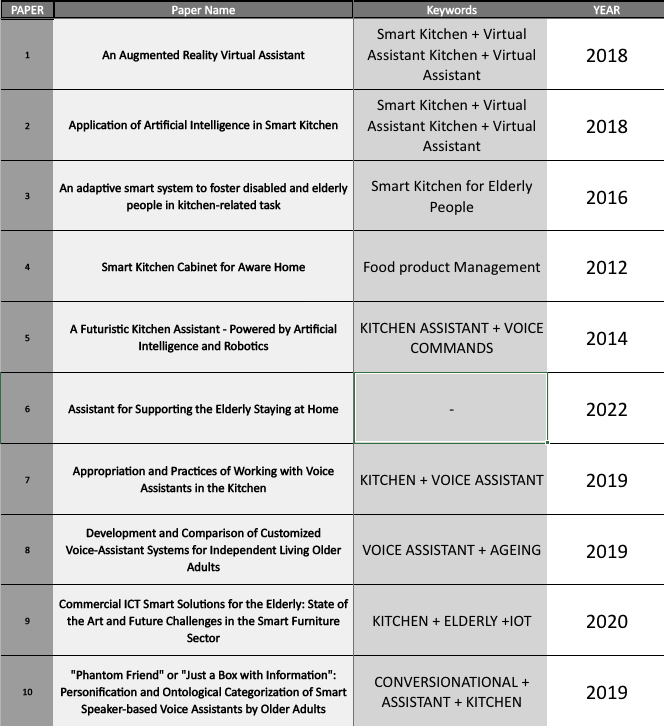 PAPER Paper Name Keywords YEAR
1 An Augmented Reality Virtual Assistant Smart Kitchen + Virtual
Assistant Kitchen + Virtual
Assistant 2018
2 Application of Artificial Intelligence in Smart Kitchen Smart Kitchen + Virtual
Assistant Kitchen + Virtual
Assistant 2018
3 An adaptive smart system to foster disabled and elderly
people in kitchen-related task Smart Kitchen for Elderly
People 2016
4 Smart Kitchen Cabinet for Aware Home Food product Management 2012
5 A Futuristic Kitchen Assistant - Powered by Artificial
Intelligence and Robotics KITCHEN ASSISTANT + VOICE
COMMANDS 2014
6 Assistant for Supporting the Elderly Staying at Home - 2022
7 Appropriation and Practices of Working with Voice
Assistants in the Kitchen KITCHEN + VOICE ASSISTANT 2019
8 Development and Comparison of Customized
Voice-Assistant Systems for Independent Living Older
Adults VOICE ASSISTANT + AGEING 2019
9 Commercial ICT Smart Solutions for the Elderly: State of
the Art and Future Challenges in the Smart Furniture
Sector KITCHEN + ELDERLY +IOT 2020
10 "Phantom Friend" or "Just a Box with Information":
Personification and Ontological Categorization of Smart
Speaker-based Voice Assistants by Older Adults CONVERSIONATIONAL +
ASSISTANT + KITCHEN 2019